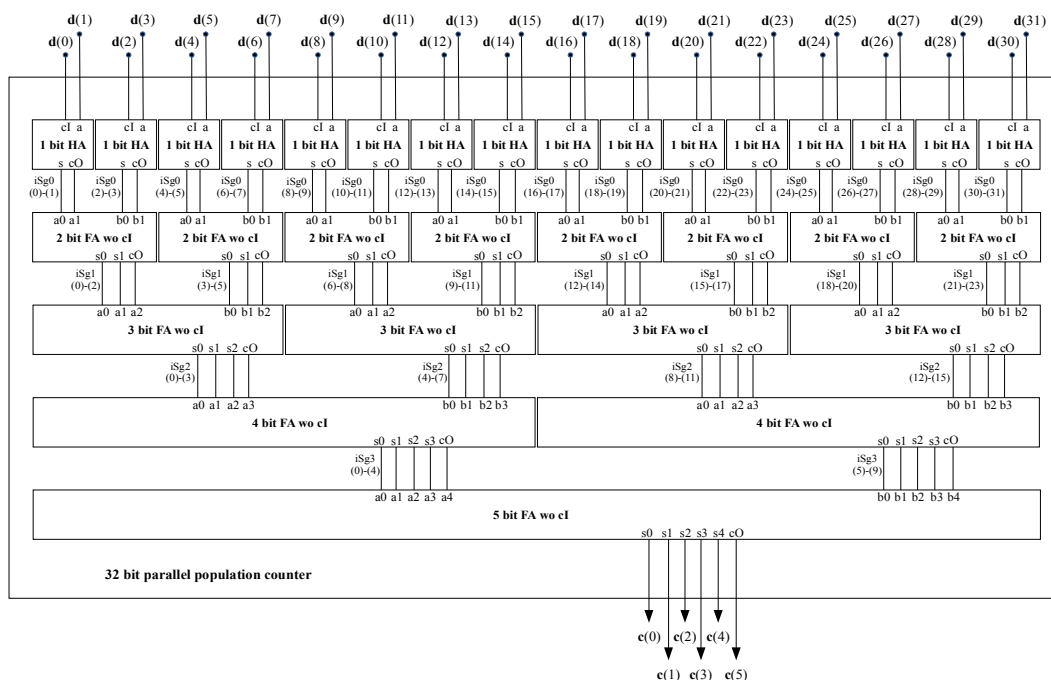 d(1) d(3) d(5) d(7) d(9) d(11) d(13) d(15) d(17) d(19) d(21) d(23) d(25) d(27) d(29) d(31)
d(0) d(2) d(4) d(6) d(8) d(10) d(12) d(14) d(16) d(18) d(20) d(22) d(24) d(26) d(28) d(30)
cI a cI a cI a cI a cI a cI a cI a cI a cI a cI a cI a cI a cI a cI a cI a cI a
1 bit HA 1 bit HA 1 bit HA 1 bit HA 1 bit HA 1 bit HA 1 bit HA 1 bit HA 1 bit HA 1 bit HA 1 bit HA 1 bit HA 1 bit HA 1 bit HA 1 bit HA 1 bit HA
s cO s cO s cO s cO s cO s cO s cO s cO s cO s cO s cO s cO s cO s cO s cO s cO
iSg0 iSg0 iSg0 iSg0 iSg0 iSg0 iSg0 iSg0 iSg0 iSg0 iSg0 iSg0 iSg0 iSg0 iSg0 iSg0
(0)-(1) (2)-(3) (4)-(5) (6)-(7) (8)-(9) (10)-(11) (12)-(13) (14)-(15) (16)-(17) (18)-(19) (20)-(21) (22)-(23) (24)-(25) (26)-(27) (28)-(29) (30)-(31)
a0 a1 b0 b1 a0 a1 b0 b1 a0 a1 b0 b1 a0 a1 b0 b1 a0 a1 b0 b1 a0 a1 b0 b1 a0 a1 b0 b1 a0 a1 b0 b1
2 bit FA wo cI 2 bit FA wo cI 2 bit FA wo cI 2 bit FA wo cI 2 bit FA wo cI 2 bit FA wo cI 2 bit FA wo cI 2 bit FA wo cI
s0 s1 cO s0 s1 cO s0 s1 cO s0 s1 cO s0 s1 cO s0 s1 cO s0 s1 cO s0 s1 cO
iSg1 iSg1 iSg1 iSg1 iSg1 iSg1 iSg1 iSg1
(0)-(2) (3)-(5) (6)-(8) (9)-(11) (12)-(14) (15)-(17) (18)-(20) (21)-(23)
a0 a1 a2 b0 b1 b2 a0 a1 a2 b0 b1 b2 a0 a1 a2 b0 b1 b2 a0 a1 a2 b0 b1 b2
3 bit FA wo cI 3 bit FA wo cI 3 bit FA wo cI 3 bit FA wo cI
s0 s1 s2 cO s0 s1 s2 cO s0 s1 s2 cO s0 s1 s2 cO
iSg2 iSg2 iSg2 iSg2
(0)-(3) (4)-(7) (8)-(11) (12)-(15)
a0 a1 a2 a3 b0 b1 b2 b3 a0 a1 a2 a3 b0 b1 b2 b3
4 bit FA wo cI 4 bit FA wo cI
s0 s1 s2 s3 cO s0 s1 s2 s3 cO
iSg3 iSg3
(0)-(4) (5)-(9)
a0 a1 a2 a3 a4 b0 b1 b2 b3 b4
5 bit FA wo cI
s0 s1 s2 s3 s4 cO
32 bit parallel population counter
c(0) c(2) c(4)
c(1) c(3) c(5)